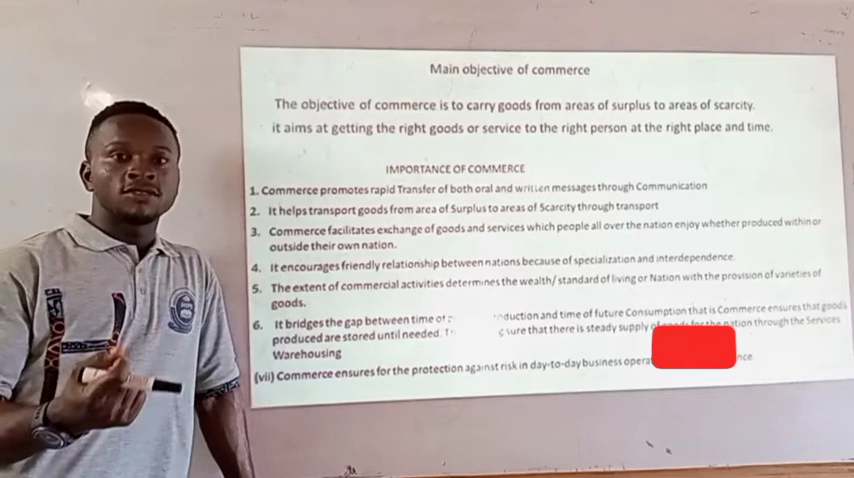 Main objective of commerce
The objective of commerce is to carry goods from areas of surplus to areas of scarcity.
it aims at getting the right goods or service to the right person at the right place and time.
IMPORTANCE OF COMMERCE
1. Commerce promotes rapid Transfer of both oral and written messages through Communication
2. It helps transport goods from area of Surplus to areas of Scarcity through transport
3. Commerce facilitates exchange of goods and services which people all over the nation enjoy whether produced within or
outside their own nation.
4. it encourages friendly relationship between nations because of specialization and interdependence.
5. The extent of commercial activities determines the wealth/ standard of living or Nation with the provision of varieties of
goods.
6. It bridges the gap between time of and time of future Consumption that is Commerce ensures that goods
produced are stored until needed. that there is steady supply through the Services
Warehousing
(vii) Commerce ensures for the protection against risk in day-to-day business